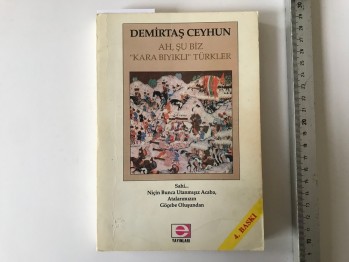 DEMİRTAŞ CEYHUN
AH, ŞU BİZ
"KARA BIYIKLI" TÜRKLER
Sahi...
Niçin Bunca Utanmışız Acaba,
Atalarımızın
Göçebe Oluşundan
e
YAYINLARI
4. BASKI